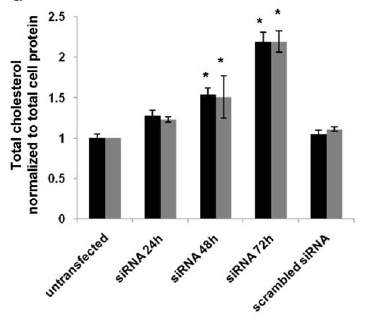 Total cholesterol
normalized to total cell protein
2.5
2
1.5
1
0.5
0
* *
* *
untransfected
siRNA 24h
siRNA 48h
siRNA 72h
scrambled siRNA